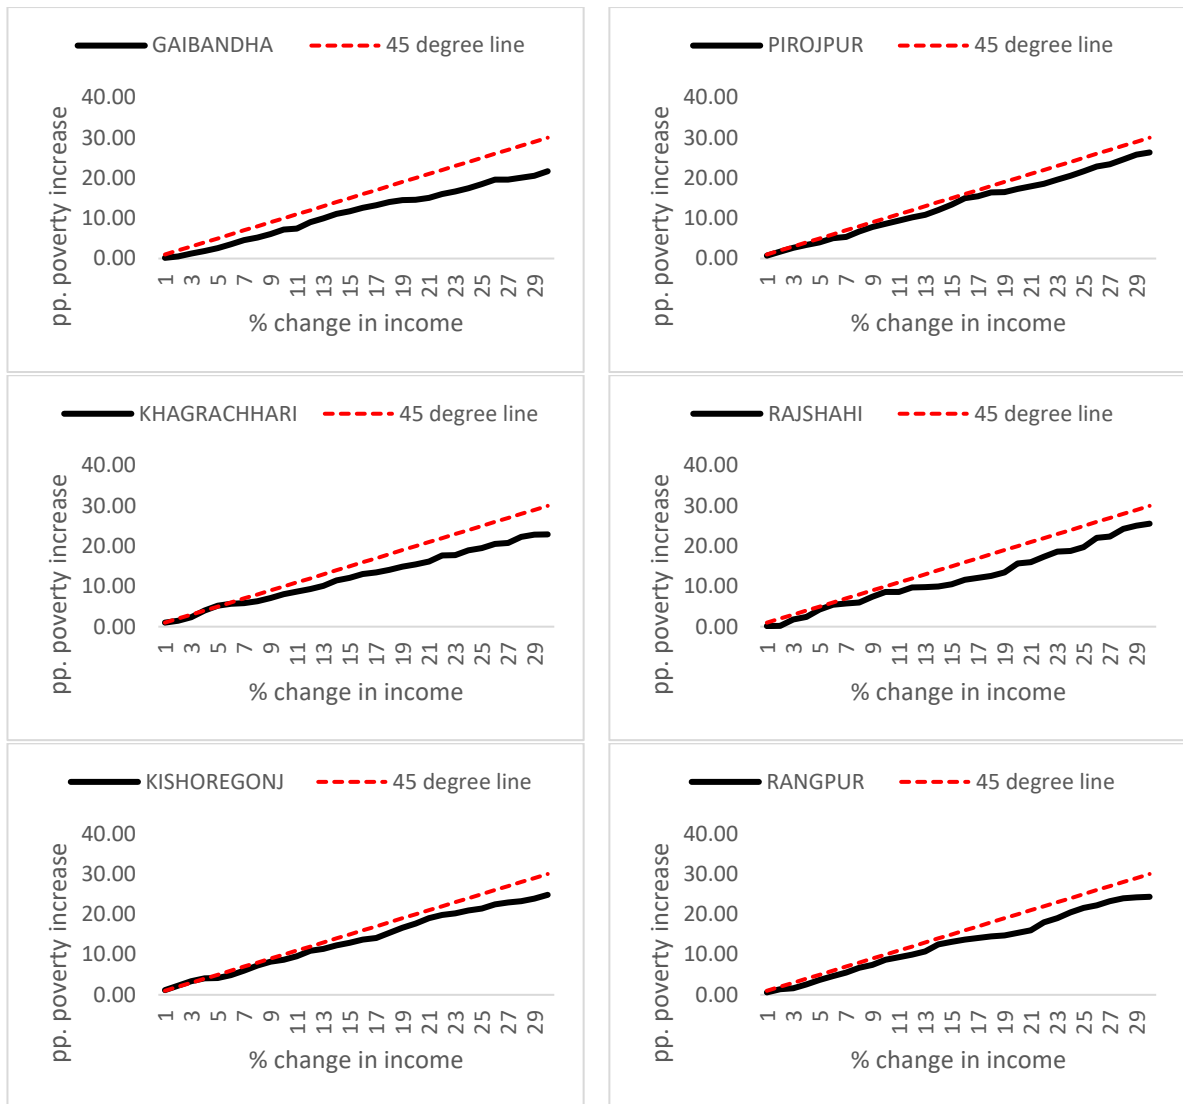 GAIBANDHA 45 degree line
pp. poverty increase
40.00
30.00
20.00
10.00
0.00
1 3 5 7 9 11 13 15 17 19 21 23 25 27 29
% change in income
PIROJPUR 45 degree line
pp. poverty increase
40.00
30.00
20.00
10.00
0.00
1 3 5 7 9 11 13 15 17 19 21 23 25 27 29
% change in income
KHAGRACHHARI 45 degree line
pp. poverty increase
40.00
30.00
20.00
10.00
0.00
1 3 5 7 9 11 13 15 17 19 21 23 25 27 29
% change in income
RAJSHAHI 45 degree line
pp. poverty increase
40.00
30.00
20.00
10.00
0.00
1 3 5 7 9 11 13 15 17 19 21 23 25 27 29
% change in income
KISHOREGONJ 45 degree line
pp. poverty increase
40.00
30.00
20.00
10.00
0.00
1 3 5 7 9 11 13 15 17 19 21 23 25 27 29
% change in income
RANGPUR 45 degree line
pp. poverty increase
40.00
30.00
20.00
10.00
0.00
1 3 5 7 9 11 13 15 17 19 21 23 25 27 29
% change in income